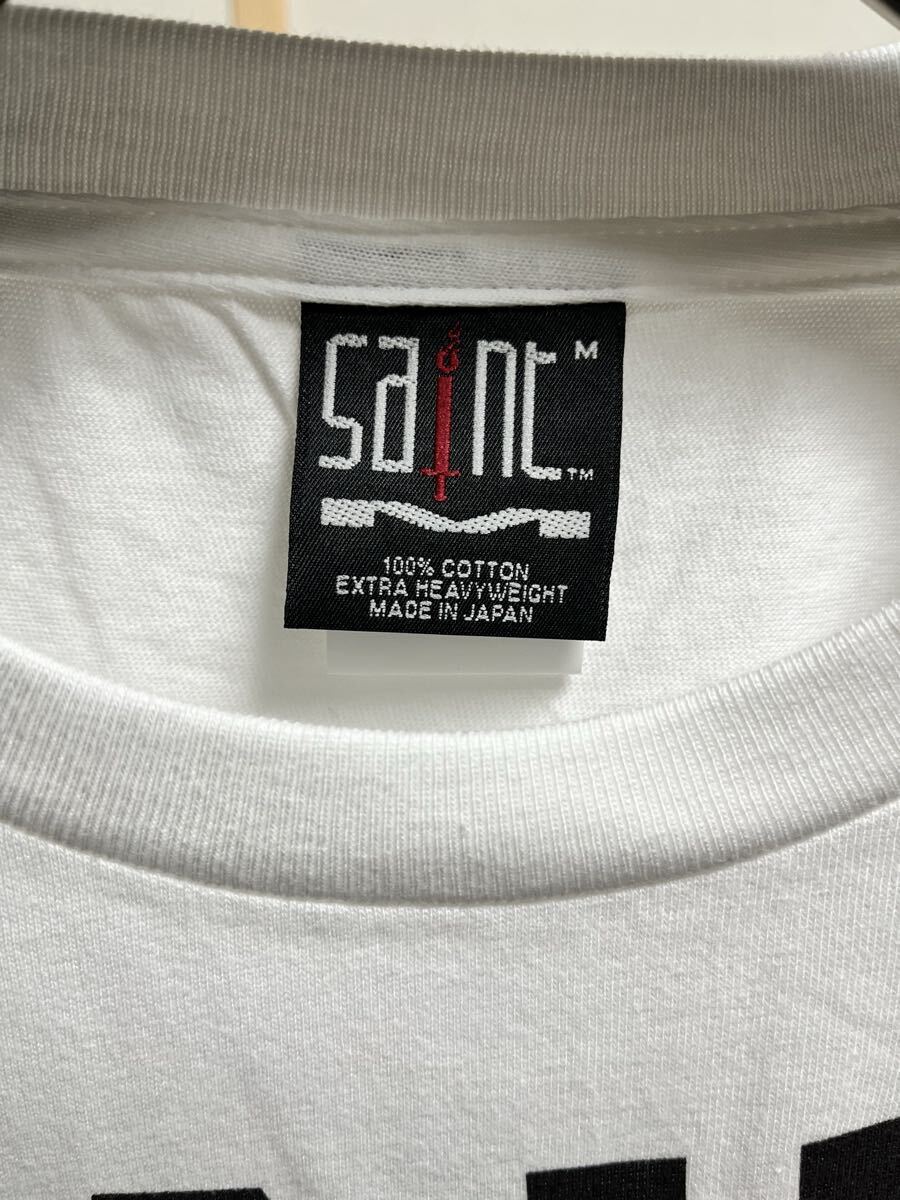 saint M
™
100% COTTON
EXTRA HEAVYWEIGHT
MADE IN JAPAN